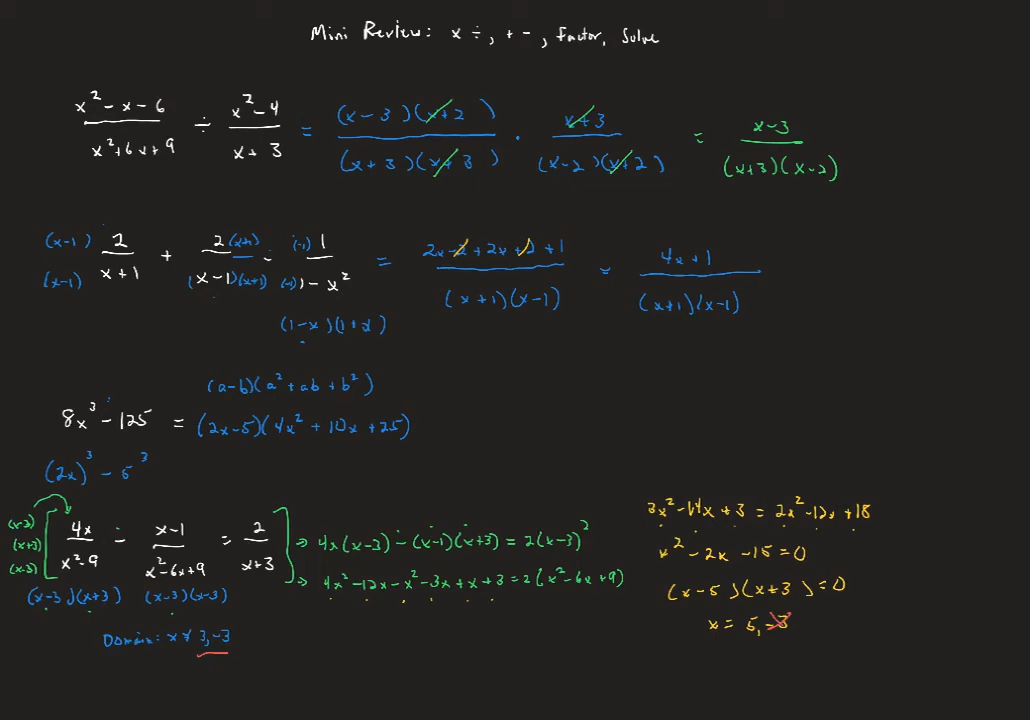 Mini Review: x ÷, + −, Factor, Solve
(x² − x − 6)/(x² + 6x + 9) ÷ (x² − 4)/(x + 3) = (x − 3)(x + 2)/(x + 3)(x + 3) · (x + 3)/(x − 2)(x + 2) = (x − 3)/(x + 3)(x − 2)
(x−1)/(x−1) 2/(x + 1) + 2(x+1)/(x − 1)(x+1) − (−1)1/(−1)1 − x² = (2x − 2 + 2x + 2 + 1)/(x + 1)(x − 1) = (4x + 1)/(x + 1)(x − 1)
(1 − x)(1 + x)
(a − b)(a² + ab + b²)
8x³ − 125 = (2x − 5)(4x² + 10x + 25)
(2x)³ − 5³
(x−3)(x+3)(x−3) [4x/(x² − 9) − (x − 1)/(x² − 6x + 9) = 2/(x + 3)] ⇒ 4x(x − 3) − (x − 1)(x + 3) = 2(x − 3)²
⇒ 4x² − 12x − x² − 3x + x + 3 = 2(x² − 6x + 9)
(x − 3)(x + 3) (x − 3)(x − 3)
Domain: x ≠ 3, −3
3x² − 14x + 3 = 2x² − 12x + 18
x² − 2x − 15 = 0
(x − 5)(x + 3) = 0
x = 5, −3